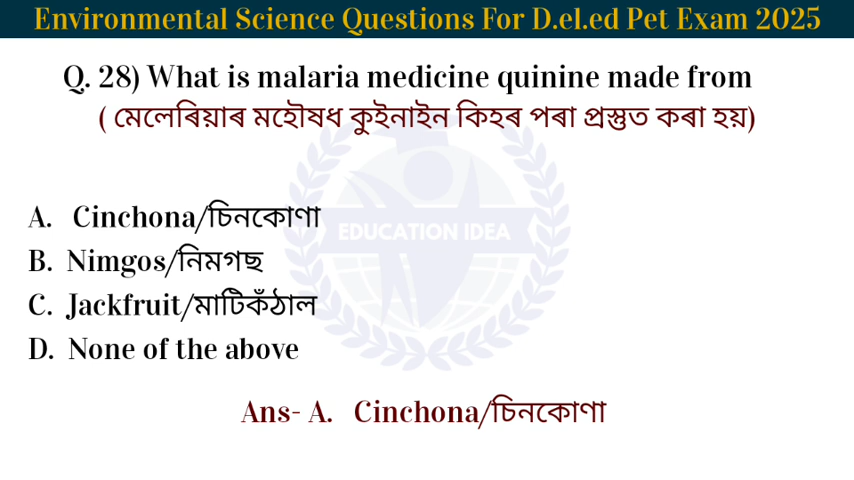 Environmental Science Questions For D.el.ed Pet Exam 2025
Q. 28) What is malaria medicine quinine made from
( মেলেৰিয়াৰ মহৌষধ কুইনাইন কিহৰ পৰা প্ৰস্তুত কৰা হয়)
EDUCATION IDEA
A. Cinchona/চিনকোণা
B. Nimgos/নিমগছ
C. Jackfruit/মাটিকঁঠাল
D. None of the above
Ans- A. Cinchona/চিনকোণা